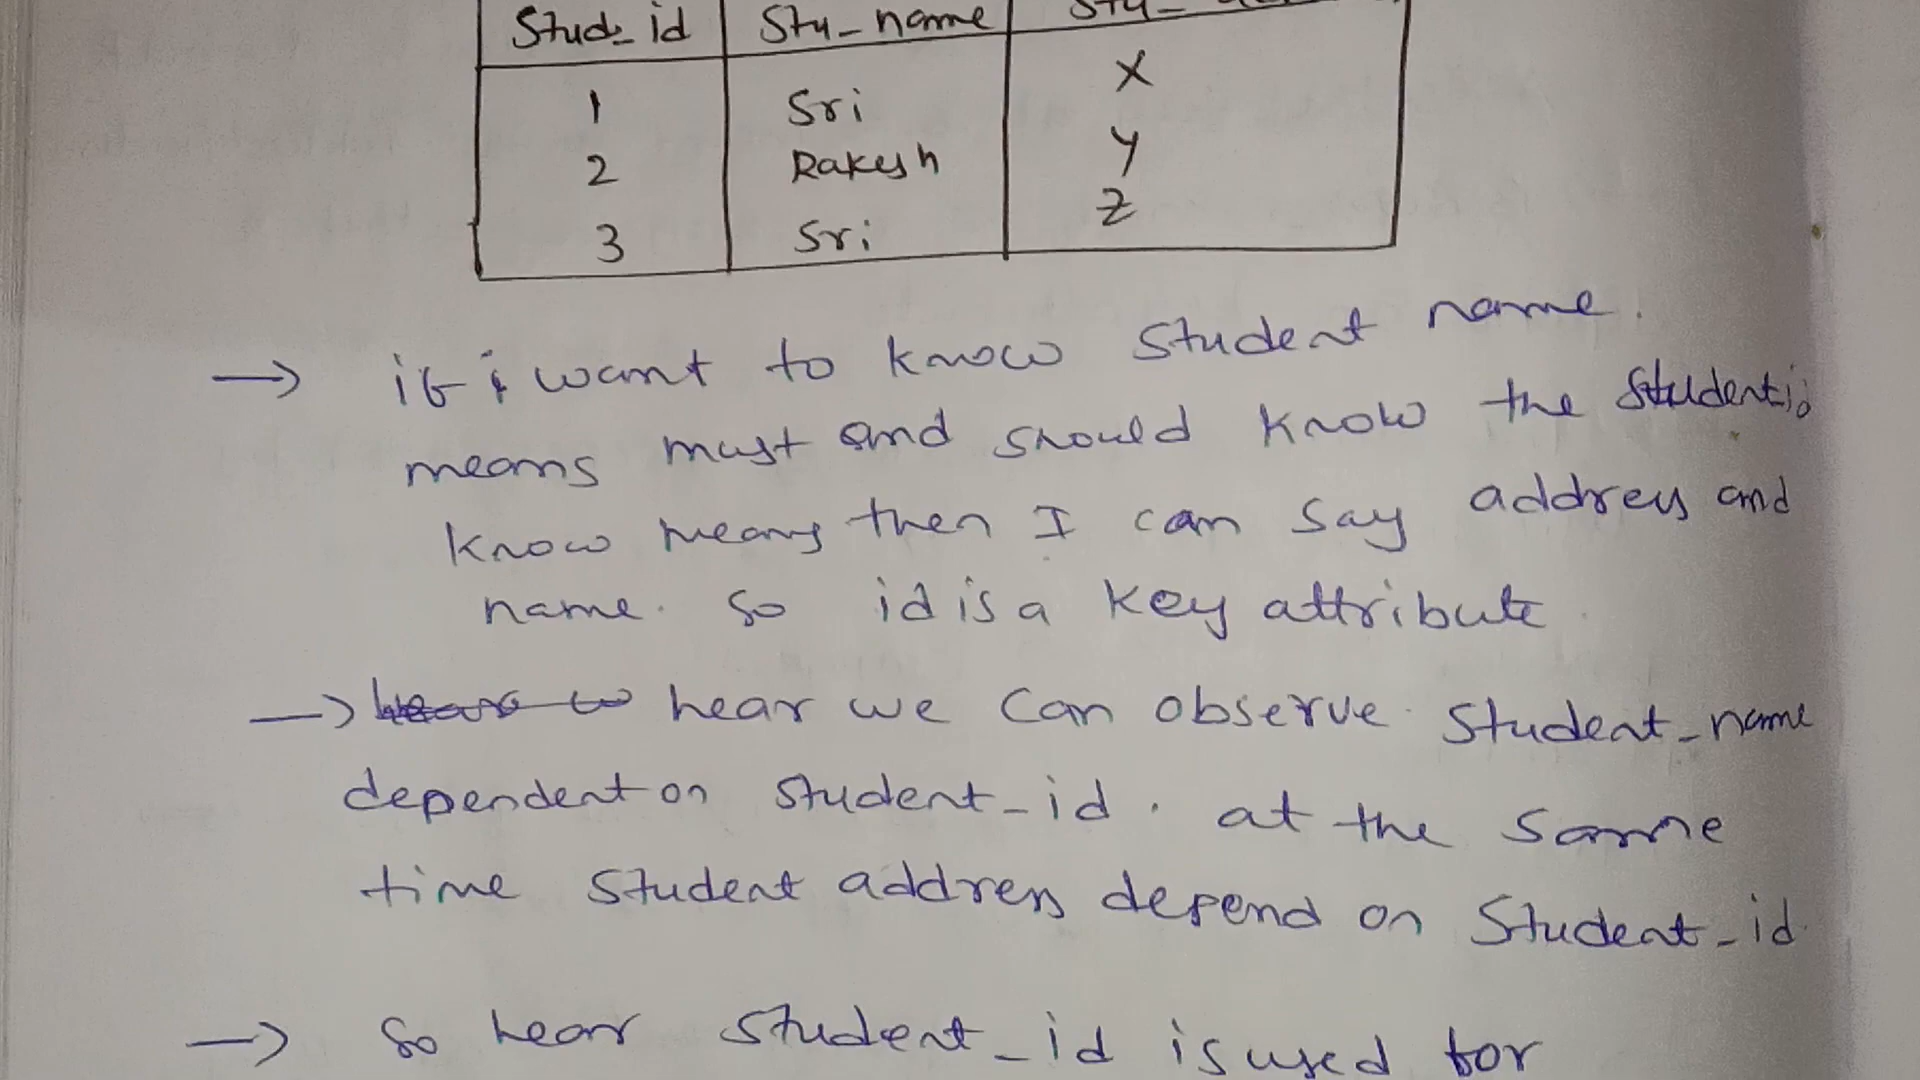 Stud_id Stu_name
1 Sri X
2 Rakesh Y
3 Sri Z
→ if i want to know student name.
means must and should know the studentid
know means then I can say address and
name. So id is a key attribute
→ hear we can observe. Student_name
dependent on student_id. at the same
time student address depend on Student_id.
→ So hear student_id is used for